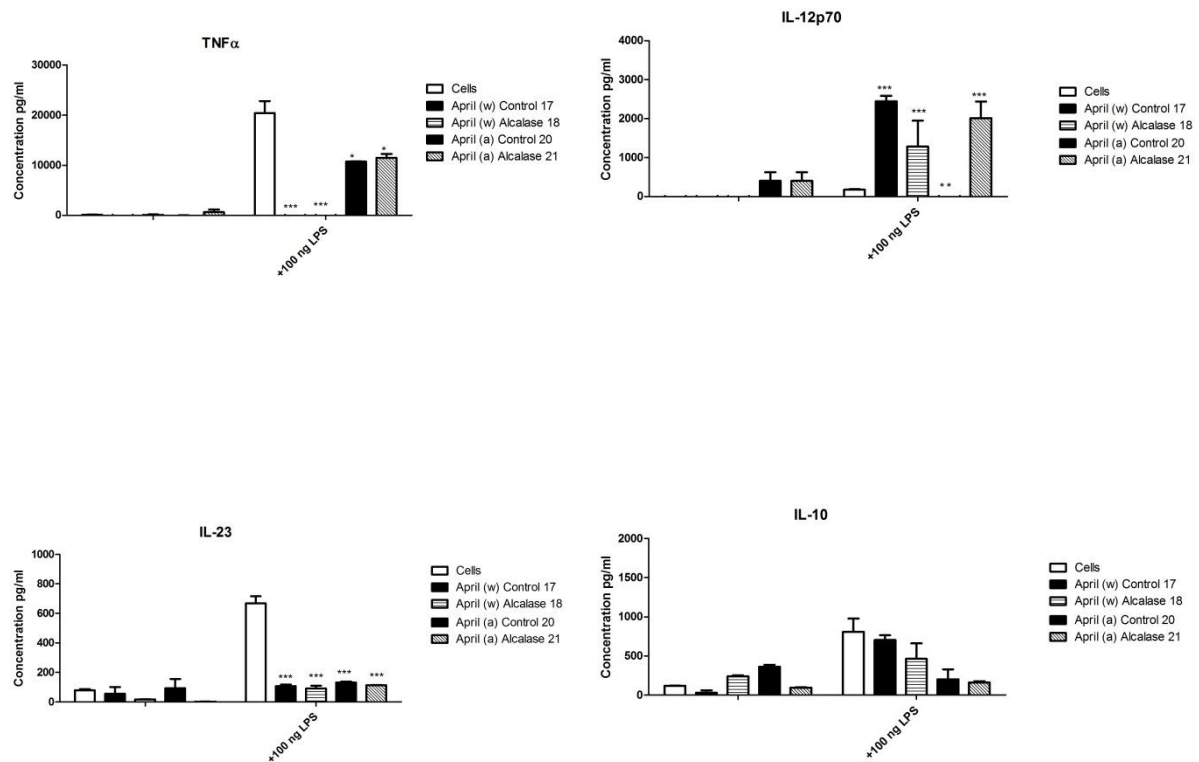 TNFα
Concentration pg/ml
30000
20000
10000
0
* *
*** ***
+100 ng LPS
Cells
April (w) Control 17
April (w) Alcalase 18
April (a) Control 20
April (a) Alcalase 21
IL-12p70
Concentration pg/ml
4000
3000
2000
1000
0
*** *** ** ***
+100 ng LPS
Cells
April (w) Control 17
April (w) Alcalase 18
April (a) Control 20
April (a) Alcalase 21
IL-23
Concentration pg/ml
1000
800
600
400
200
0
*** *** *** ***
+100 ng LPS
Cells
April (w) Control 17
April (w) Alcalase 18
April (a) Control 20
April (a) Alcalase 21
IL-10
Concentration pg/ml
2000
1500
1000
500
0
+100 ng LPS
Cells
April (w) Control 17
April (w) Alcalase 18
April (a) Control 20
April (a) Alcalase 21